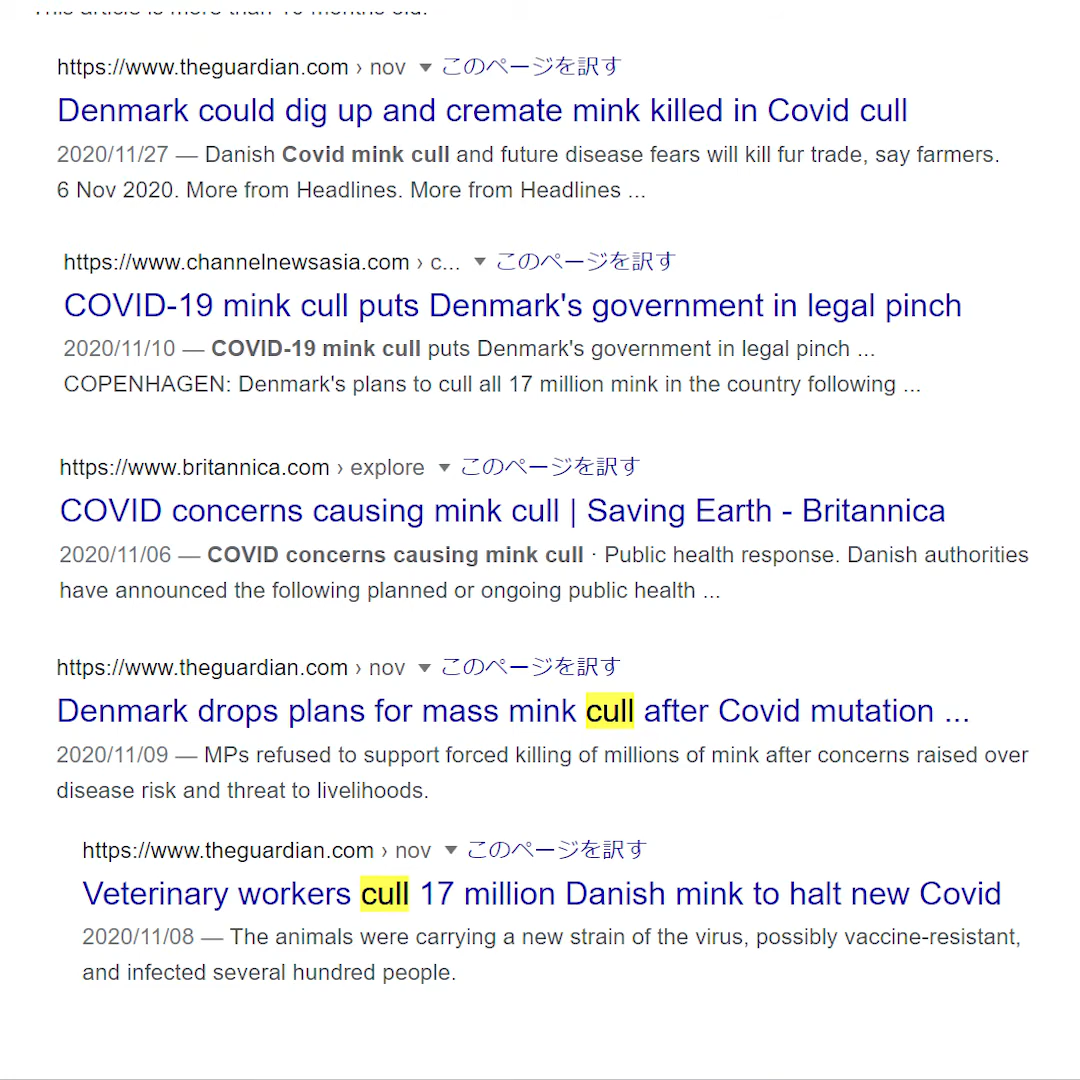 This article is more than 10 months old.
https://www.theguardian.com › nov ▼ このページを訳す
Denmark could dig up and cremate mink killed in Covid cull
2020/11/27 — Danish Covid mink cull and future disease fears will kill fur trade, say farmers.
6 Nov 2020. More from Headlines. More from Headlines ...
https://www.channelnewsasia.com › c... ▼ このページを訳す
COVID-19 mink cull puts Denmark's government in legal pinch
2020/11/10 — COVID-19 mink cull puts Denmark's government in legal pinch ...
COPENHAGEN: Denmark's plans to cull all 17 million mink in the country following ...
https://www.britannica.com › explore ▼ このページを訳す
COVID concerns causing mink cull | Saving Earth - Britannica
2020/11/06 — COVID concerns causing mink cull · Public health response. Danish authorities
have announced the following planned or ongoing public health ...
https://www.theguardian.com › nov ▼ このページを訳す
Denmark drops plans for mass mink cull after Covid mutation ...
2020/11/09 — MPs refused to support forced killing of millions of mink after concerns raised over
disease risk and threat to livelihoods.
https://www.theguardian.com › nov ▼ このページを訳す
Veterinary workers cull 17 million Danish mink to halt new Covid
2020/11/08 — The animals were carrying a new strain of the virus, possibly vaccine-resistant,
and infected several hundred people.